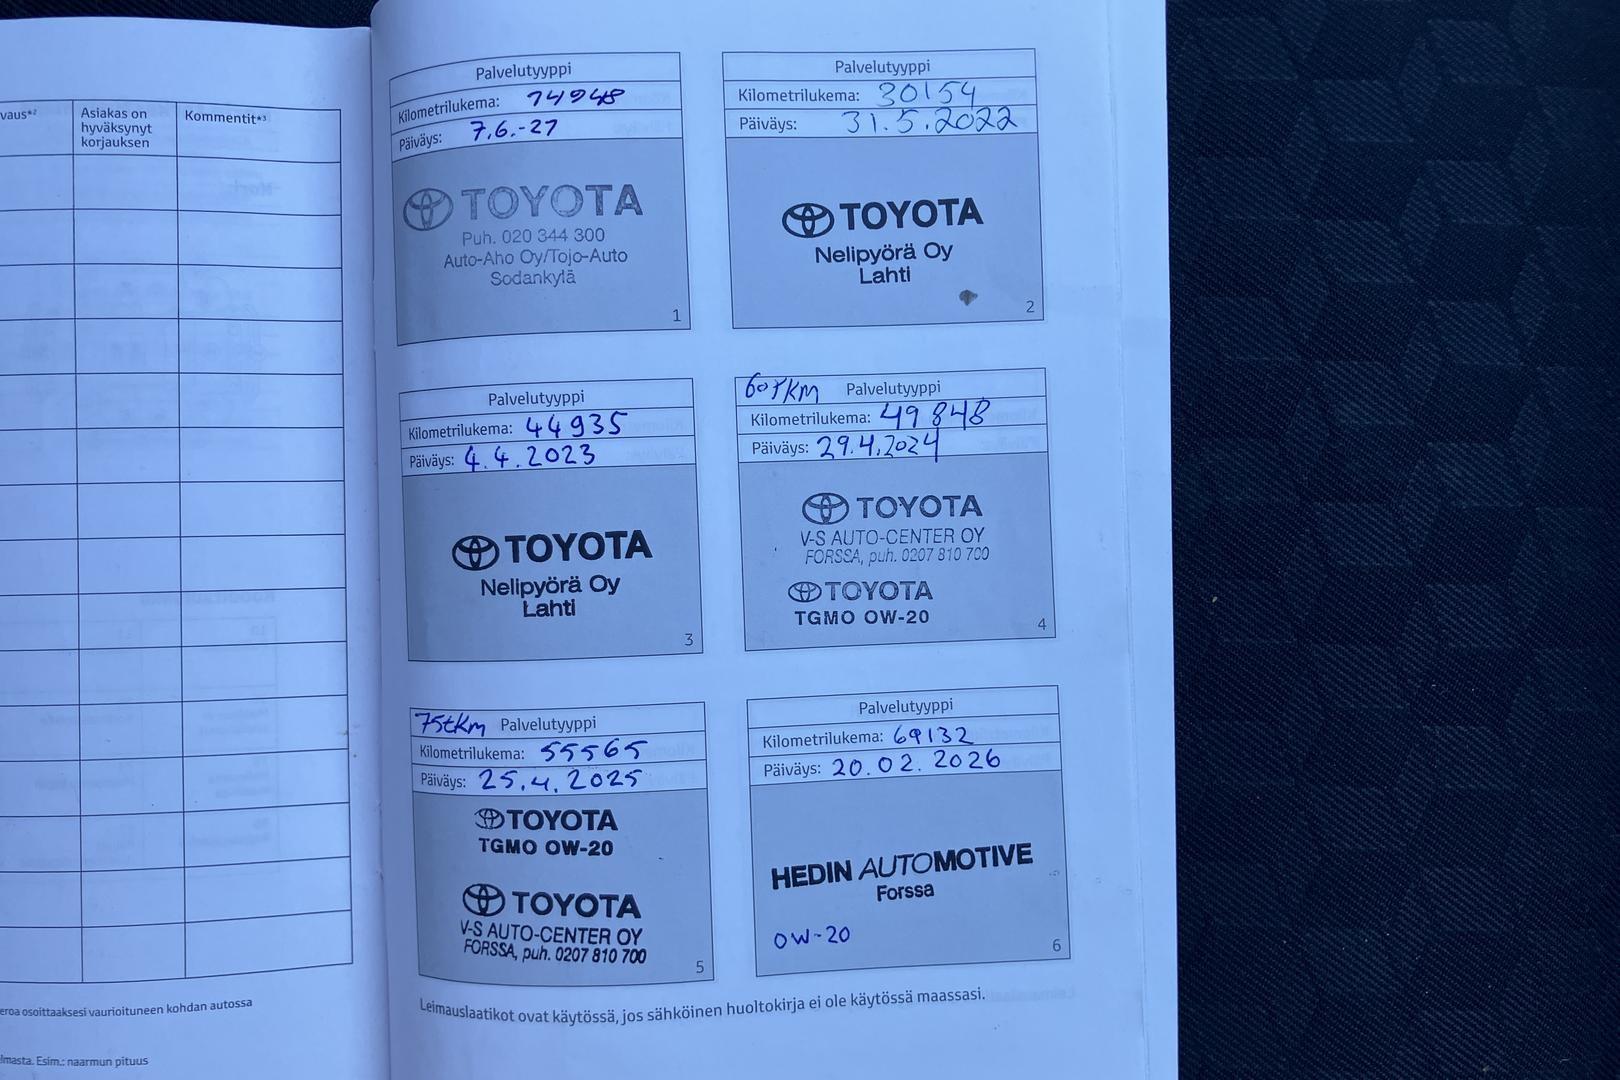 vaus*²
Asiakas on
hyväksynyt
korjauksen
Kommentit*³
eroa osoittaaksesi vaurioituneen kohdan autossa
lmasta. Esim.: naarmun pituus
Palvelutyyppi
Kilometrilukema: 14948
Päiväys: 7.6.-21
TOYOTA
Puh. 020 344 300
Auto-Aho Oy/Tojo-Auto
Sodankylä
1
Palvelutyyppi
Kilometrilukema: 30154
Päiväys: 31.5.2022
TOYOTA
Nelipyörä Oy
Lahti
2
Palvelutyyppi
Kilometrilukema: 44935
Päiväys: 4.4.2023
TOYOTA
Nelipyörä Oy
Lahti
3
60tkm Palvelutyyppi
Kilometrilukema: 49848
Päiväys: 29.4.2024
TOYOTA
V-S AUTO-CENTER OY
FORSSA, puh. 0207 810 700
TOYOTA
TGMO 0W-20
4
75tkm Palvelutyyppi
Kilometrilukema: 55565
Päiväys: 25.4.2025
TOYOTA
TGMO 0W-20
TOYOTA
V-S AUTO-CENTER OY
FORSSA, puh. 0207 810 700
5
Palvelutyyppi
Kilometrilukema: 69132
Päiväys: 20.02.2026
HEDIN AUTOMOTIVE
Forssa
0W-20
6
Leimauslaatikot ovat käytössä, jos sähköinen huoltokirja ei ole käytössä maassasi.